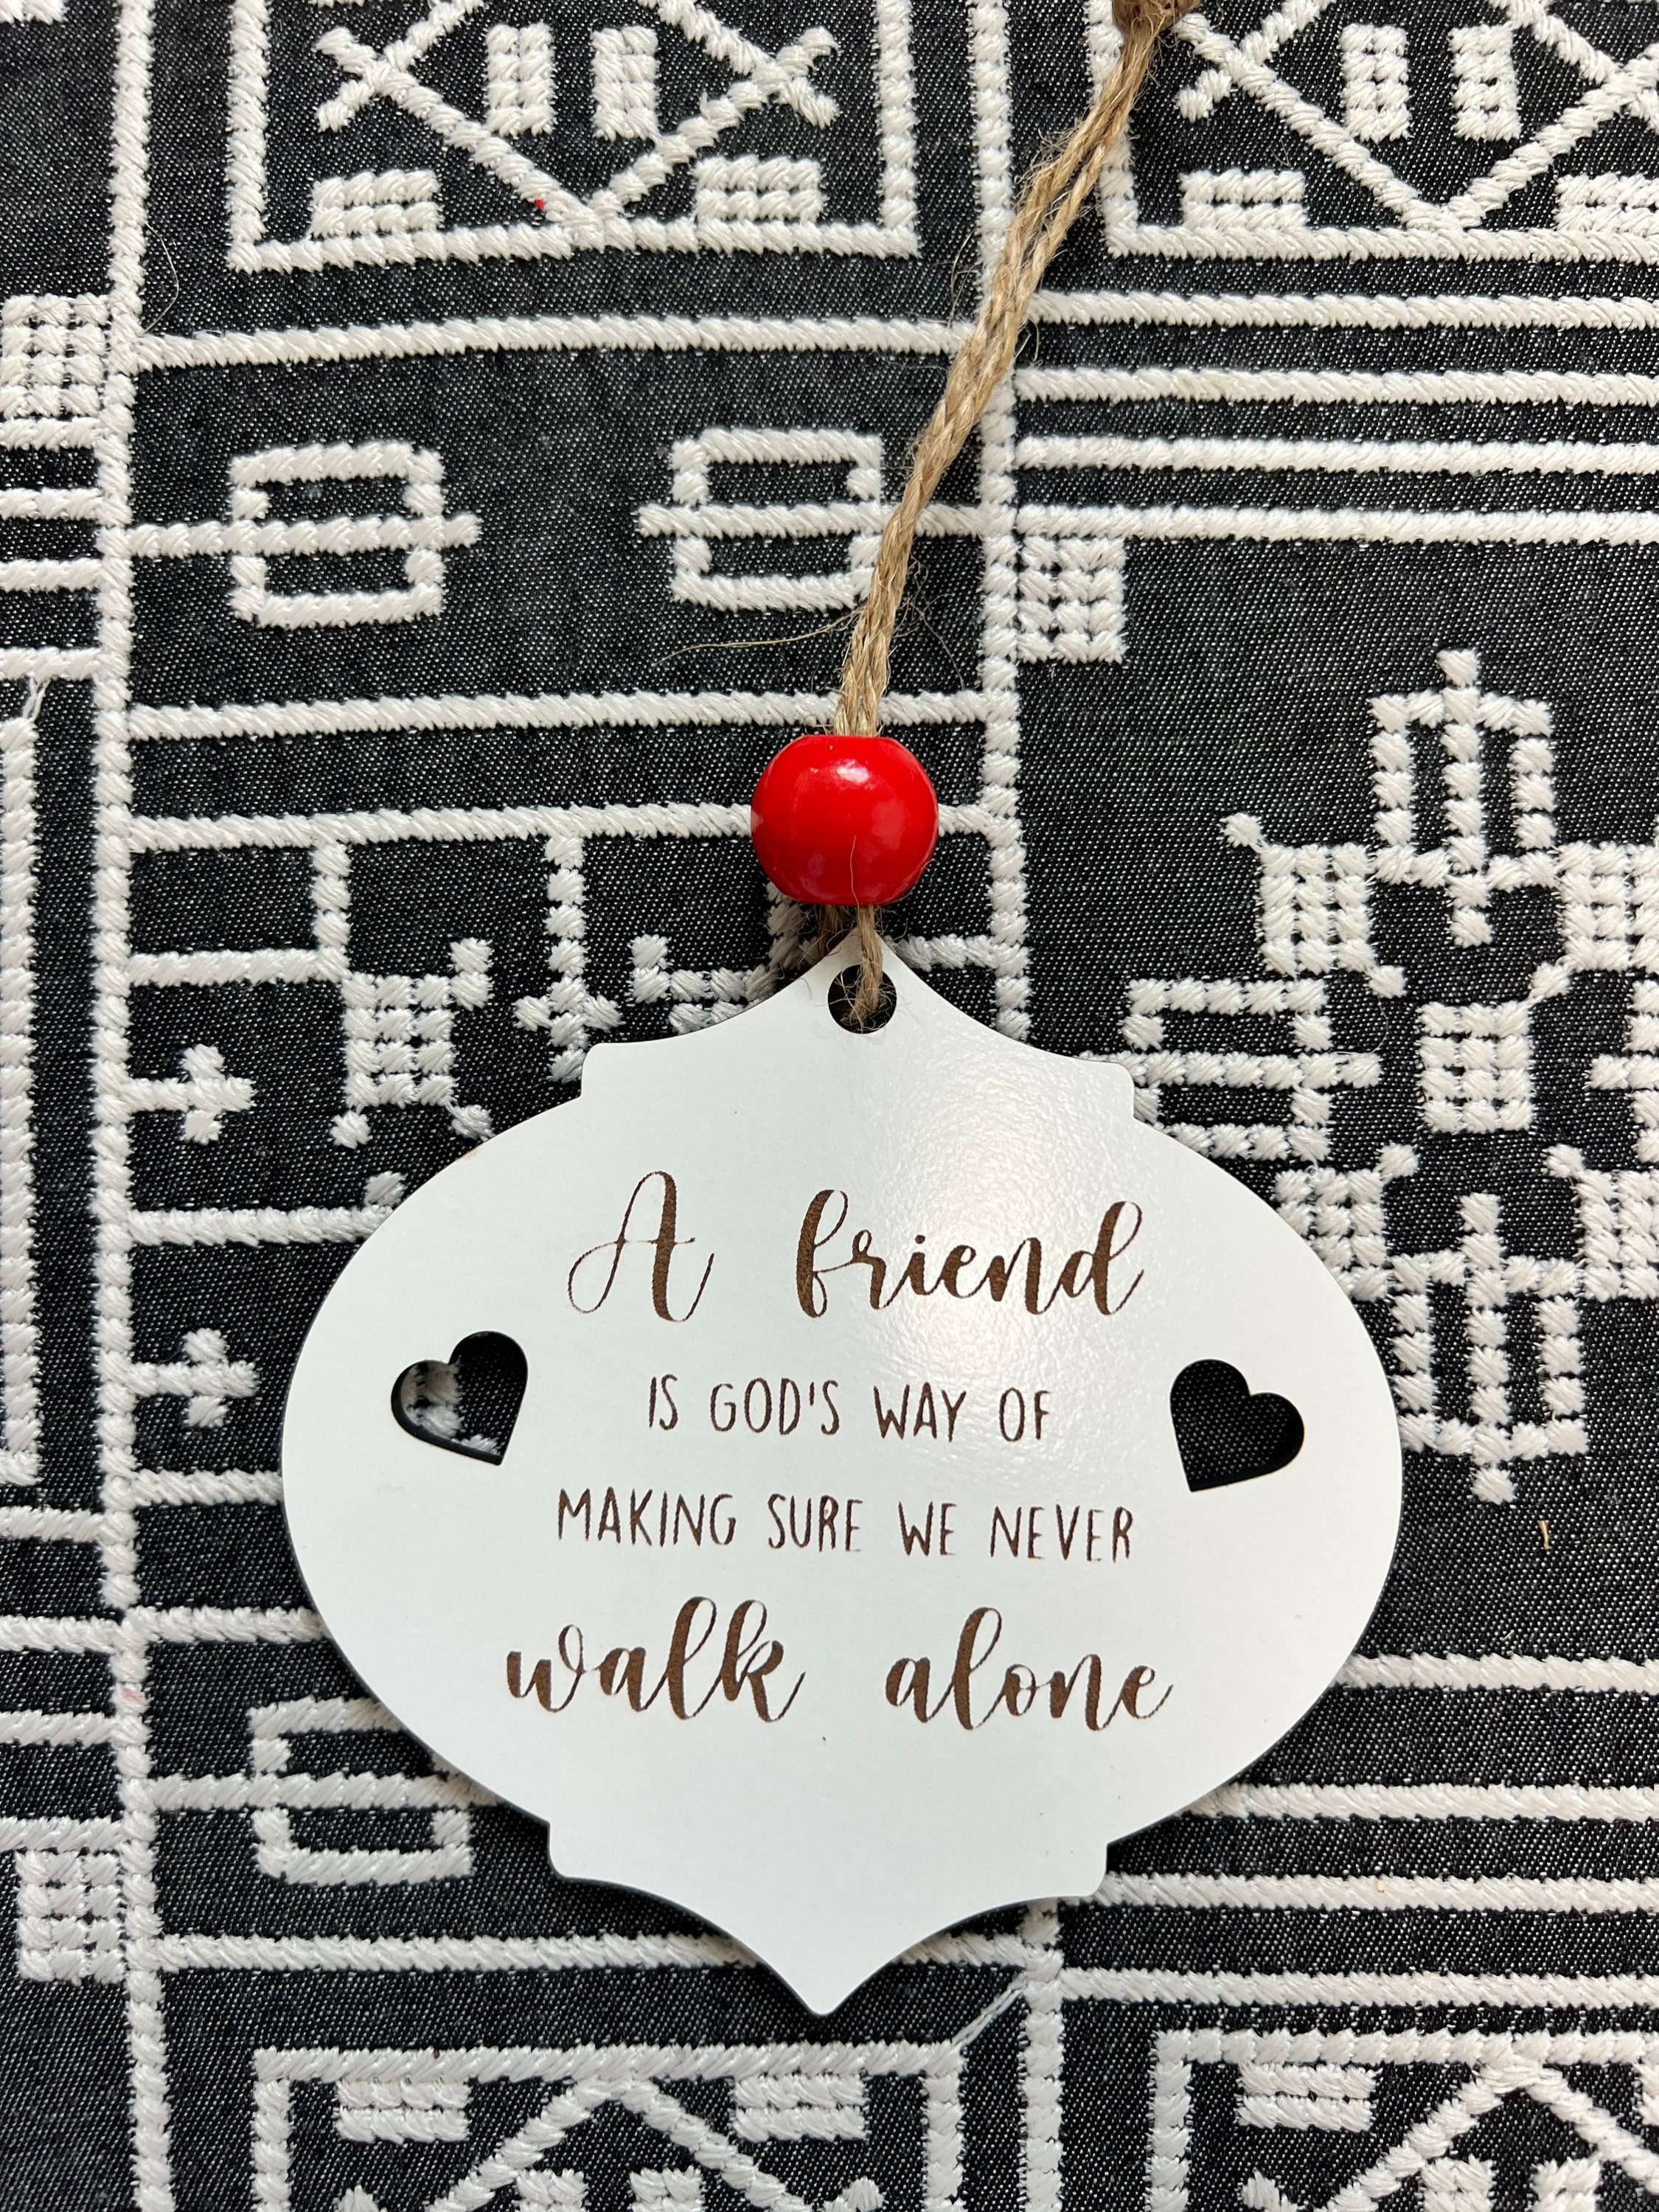 A friend
IS GOD'S WAY OF
MAKING SURE WE NEVER
walk alone